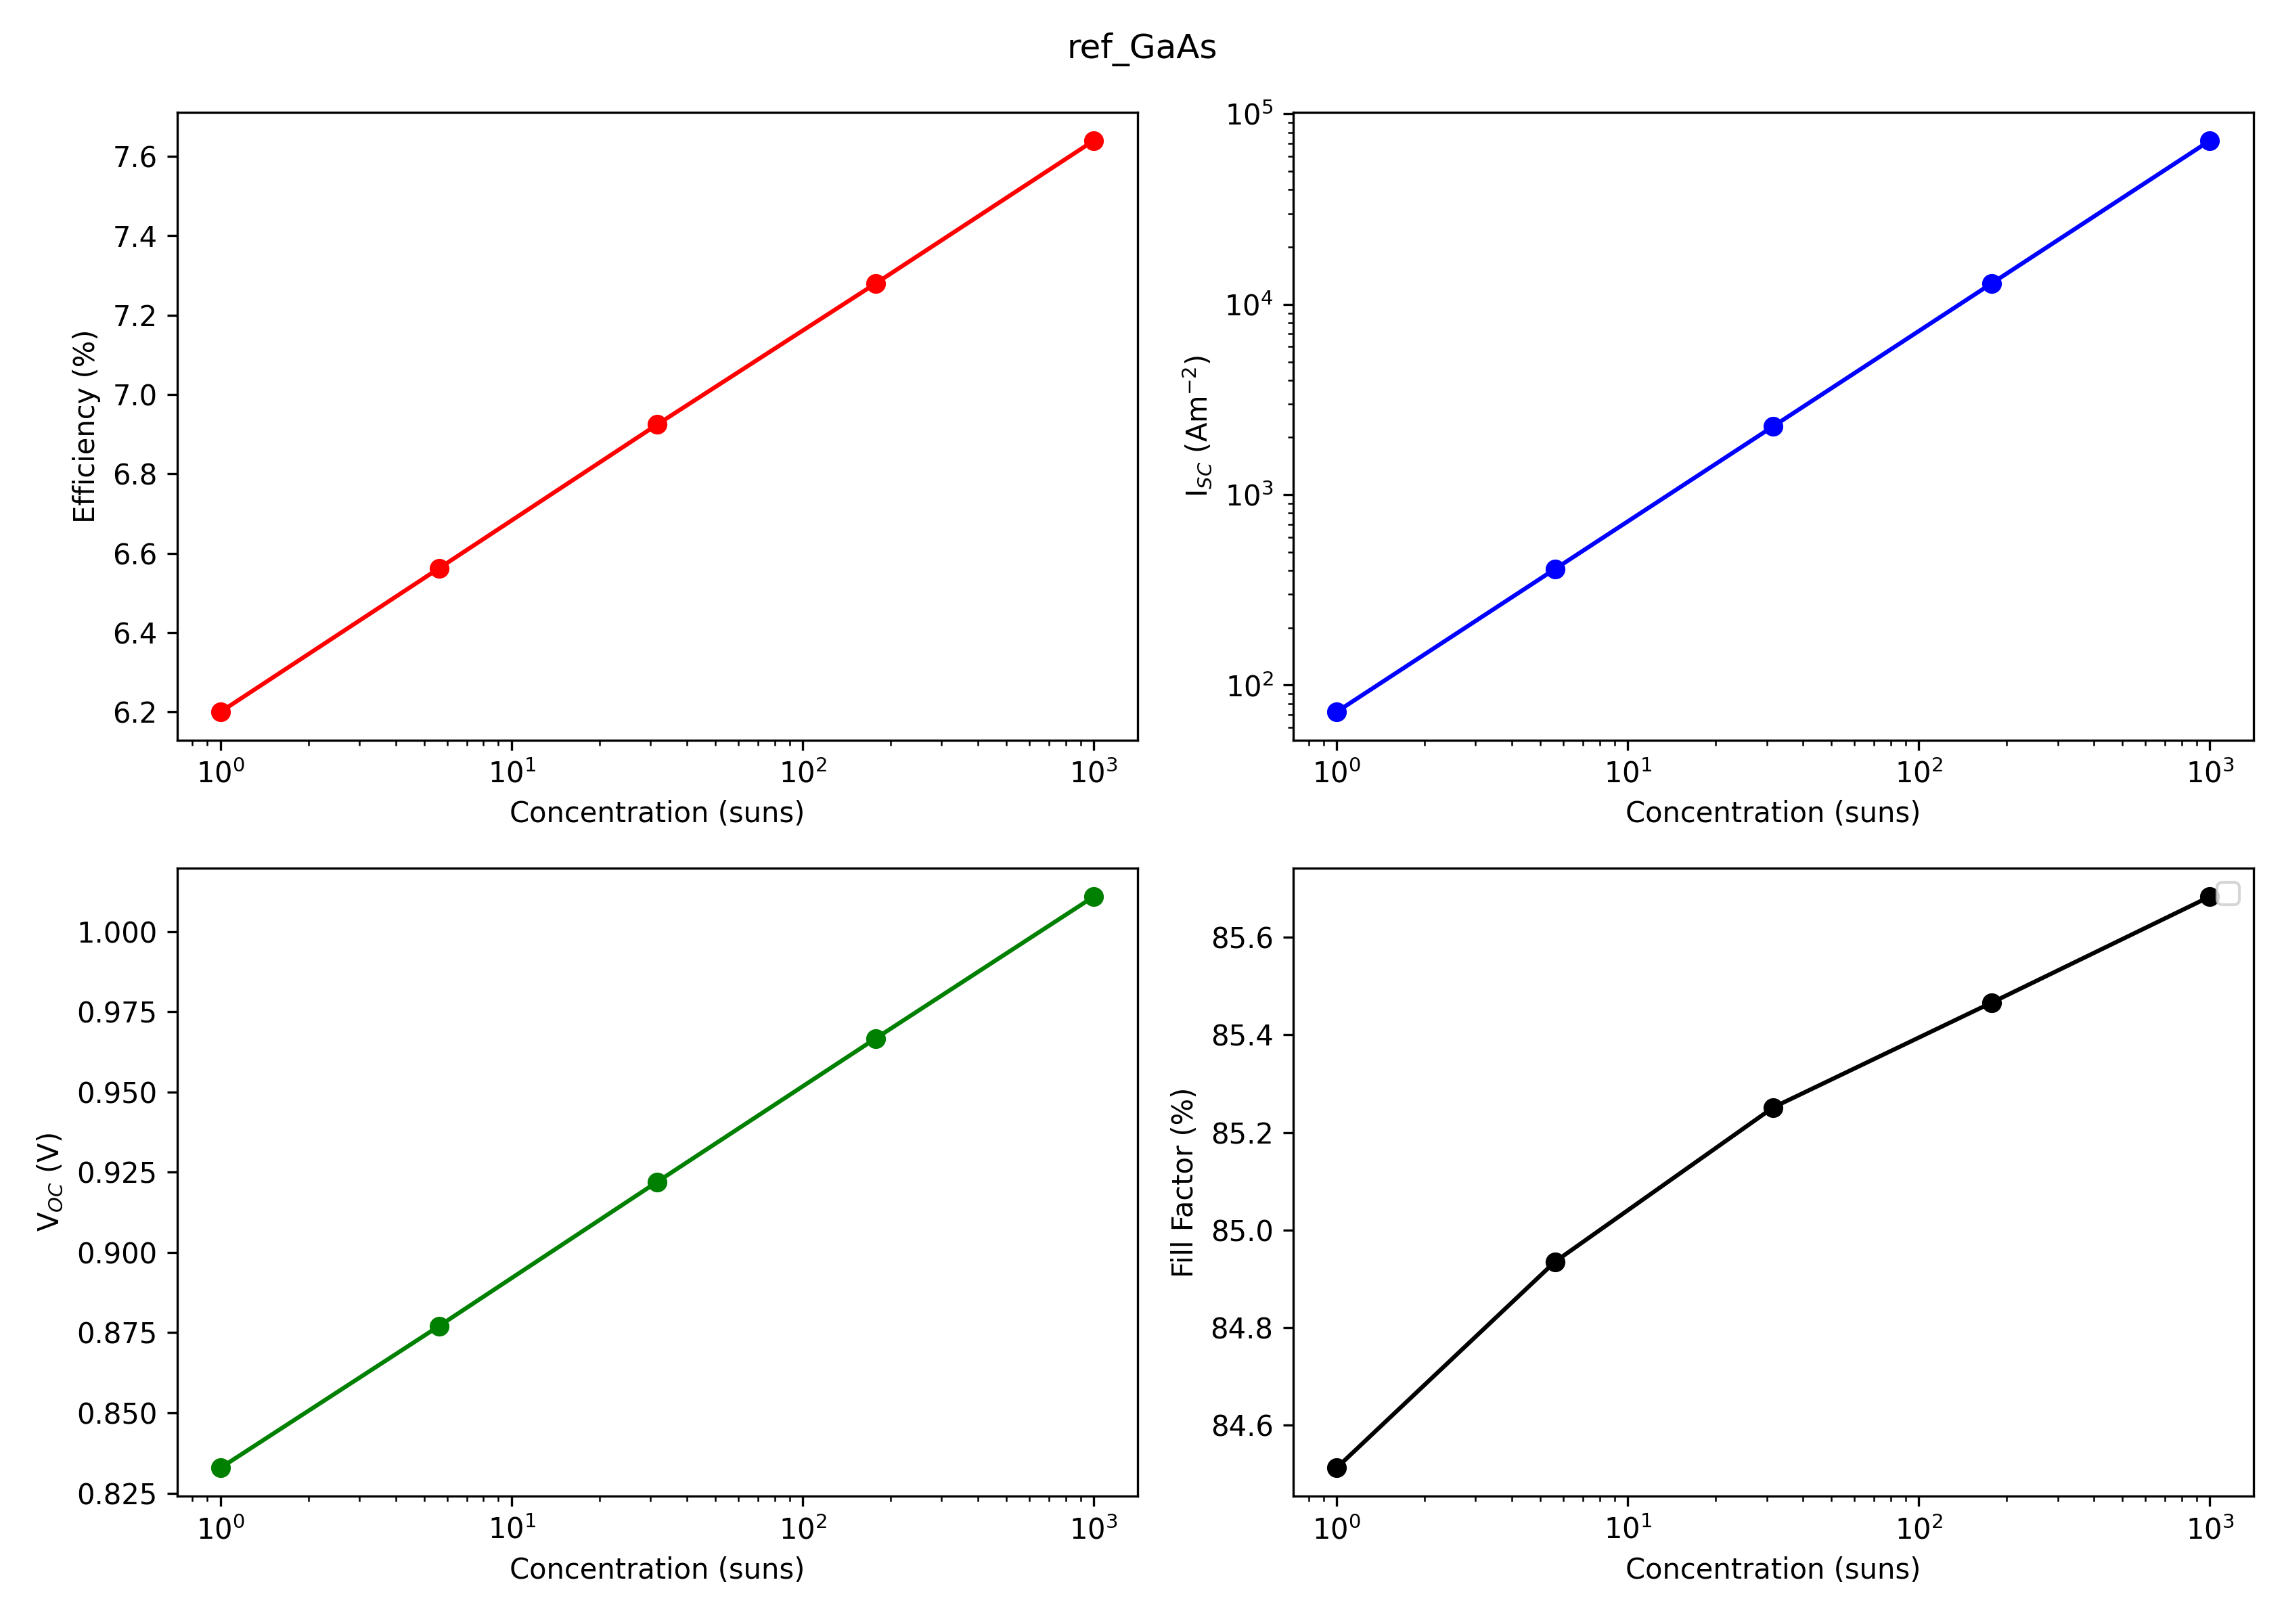 ref_GaAs
Efficiency (%)
7.6
7.4
7.2
7.0
6.8
6.6
6.4
6.2
10⁰ 10¹ 10² 10³
Concentration (suns)
I_SC (Am⁻²)
10⁵
10⁴
10³
10²
10⁰ 10¹ 10² 10³
Concentration (suns)
V_OC (V)
1.000
0.975
0.950
0.925
0.900
0.875
0.850
0.825
10⁰ 10¹ 10² 10³
Concentration (suns)
Fill Factor (%)
85.6
85.4
85.2
85.0
84.8
84.6
10⁰ 10¹ 10² 10³
Concentration (suns)